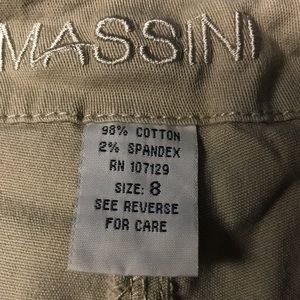 MASSINI
98% COTTON
2% SPANDEX
RN 107129
SIZE: 8
SEE REVERSE
FOR CARE